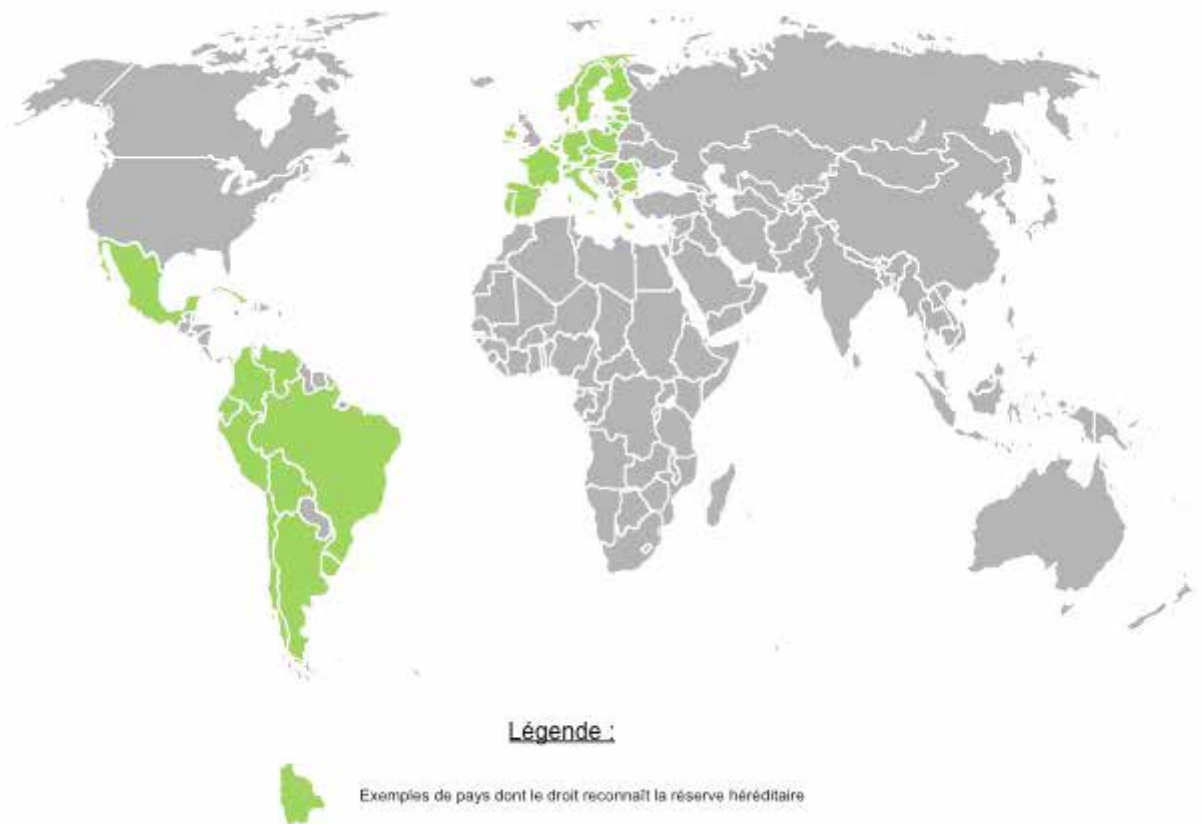 Légende :
Exemples de pays dont le droit reconnaît la réserve héréditaire